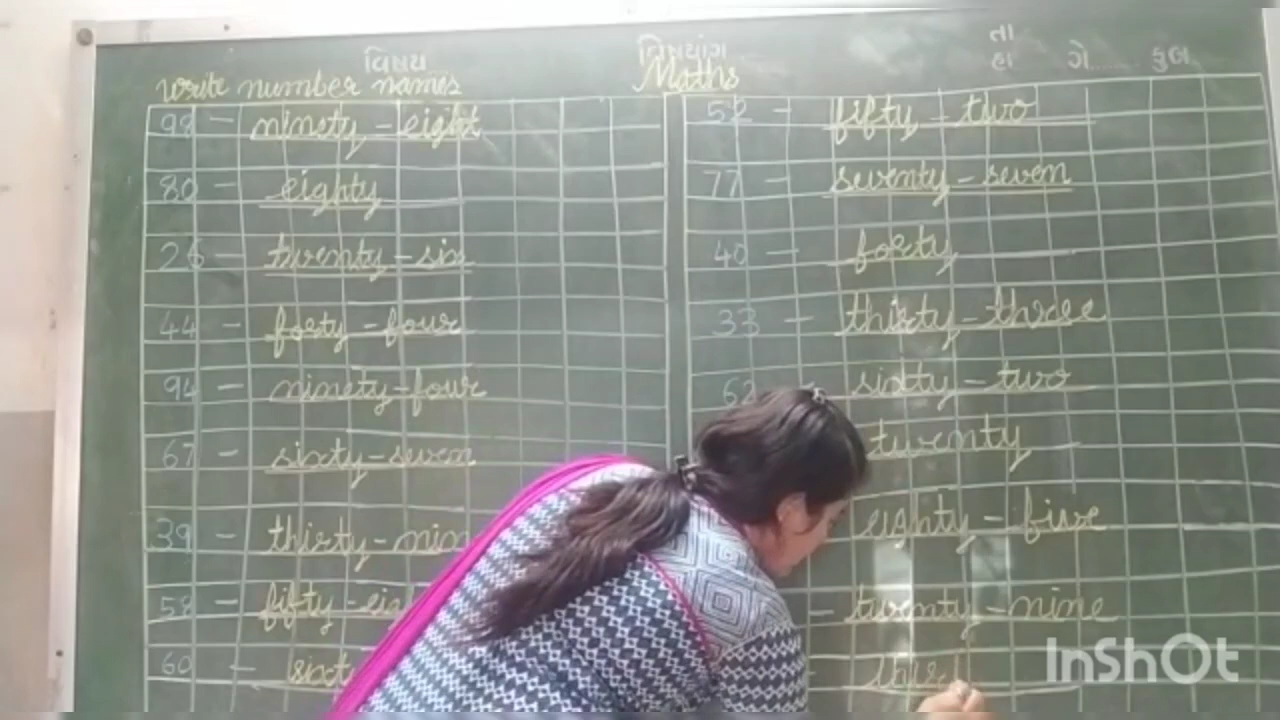 વિષય વિષયાંગ તા
હા ગે....... કુલ
write number names Maths
98 - ninety-eight
80 - eighty
26 - twenty-six
44 - forty-four
94 - ninety-four
67 - sixty-seven
39 - thirty-nin
58 - fifty-eig
60 - sixt
52 - fifty-two
77 - seventy-seven
40 - forty
33 - thirty-three
62 sixty-two
twenty
eighty-five
- twenty-nine
thir
InShOt